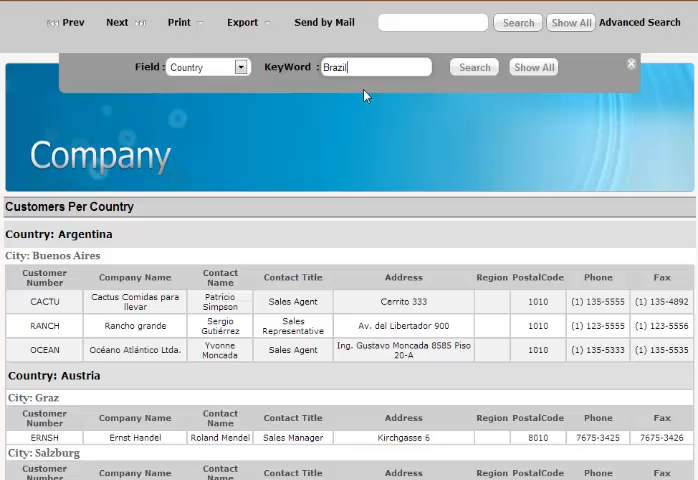 Prev Next Print Export Send by Mail Search Show All Advanced Search
Field : Country KeyWord : Brazil Search Show All
Company
Customers Per Country
Country: Argentina
City: Buenos Aires
Customer Number Company Name Contact Name Contact Title Address Region PostalCode Phone Fax
CACTU Cactus Comidas para llevar Patricio Simpson Sales Agent Cerrito 333 1010 (1) 135-5555 (1) 135-4892
RANCH Rancho grande Sergio Gutiérrez Sales Representative Av. del Libertador 900 1010 (1) 123-5555 (1) 123-5556
OCEAN Océano Atlántico Ltda. Yvonne Moncada Sales Agent Ing. Gustavo Moncada 8585 Piso 20-A 1010 (1) 135-5333 (1) 135-5535
Country: Austria
City: Graz
Customer Number Company Name Contact Name Contact Title Address Region PostalCode Phone Fax
ERNSH Ernst Handel Roland Mendel Sales Manager Kirchgasse 6 8010 7675-3425 7675-3426
City: Salzburg
Customer Company Name Contact Contact Title Address Region PostalCode Phone Fax